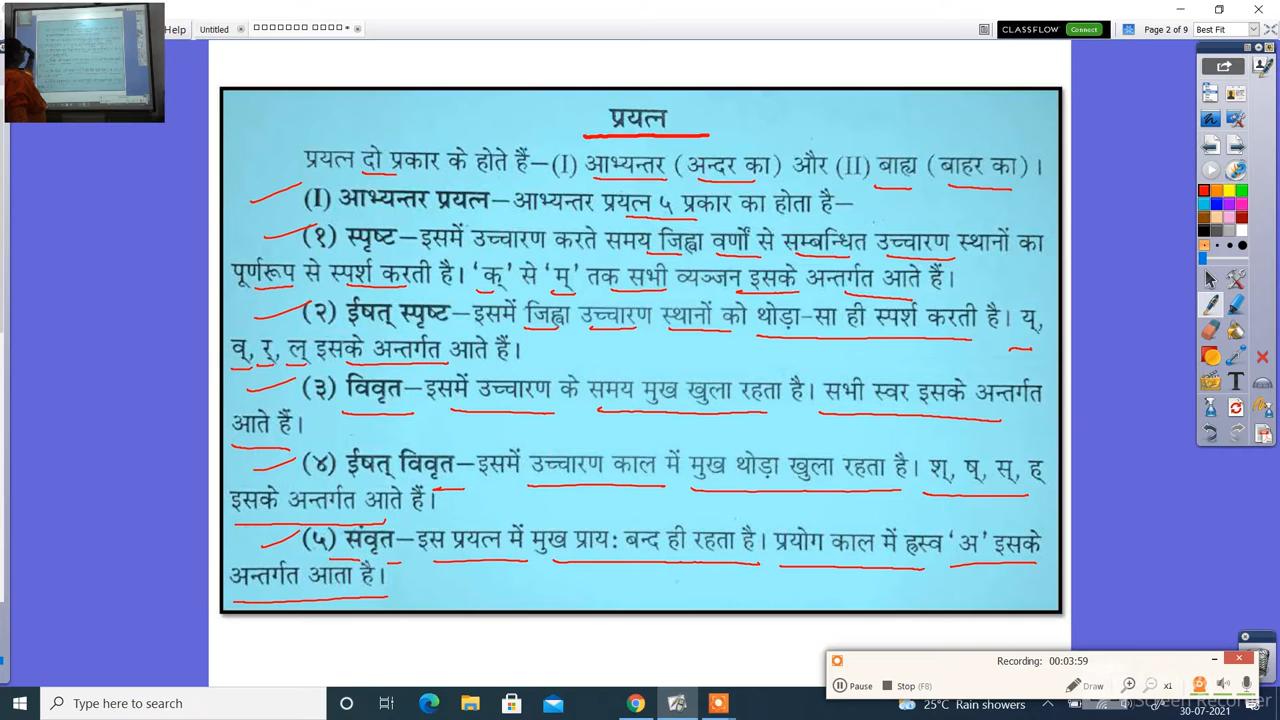 Help
Untitled
CLASSFLOW
Connect
Page 2 of 9
Best Fit
प्रयत्न
प्रयत्न दो प्रकार के होते हैं–(I) आभ्यन्तर (अन्दर का) और (II) बाह्य (बाहर का)।
(I) आभ्यन्तर प्रयत्न–आभ्यन्तर प्रयत्न ५ प्रकार का होता है–
(१) स्पृष्ट–इसमें उच्चारण करते समय जिह्वा वर्णों से सम्बन्धित उच्चारण स्थानों का
पूर्णरूप से स्पर्श करती है। ‘क्’ से ‘म्’ तक सभी व्यञ्जन इसके अन्तर्गत आते हैं।
(२) ईषत् स्पृष्ट–इसमें जिह्वा उच्चारण स्थानों को थोड़ा-सा ही स्पर्श करती है। य्,
व्, र्, ल् इसके अन्तर्गत आते हैं।
(३) विवृत–इसमें उच्चारण के समय मुख खुला रहता है। सभी स्वर इसके अन्तर्गत
आते हैं।
(४) ईषत् विवृत–इसमें उच्चारण काल में मुख थोड़ा खुला रहता है। श्, ष्, स्, ह्
इसके अन्तर्गत आते हैं।
(५) संवृत–इस प्रयत्न में मुख प्राय: बन्द ही रहता है। प्रयोग काल में ह्रस्व ‘अ’ इसके
अन्तर्गत आता है।
Recording: 00:03:59
Pause
Stop (F8)
Draw
x1
Screen Recorder
Type here to search
25°C Rain showers
30-07-2021